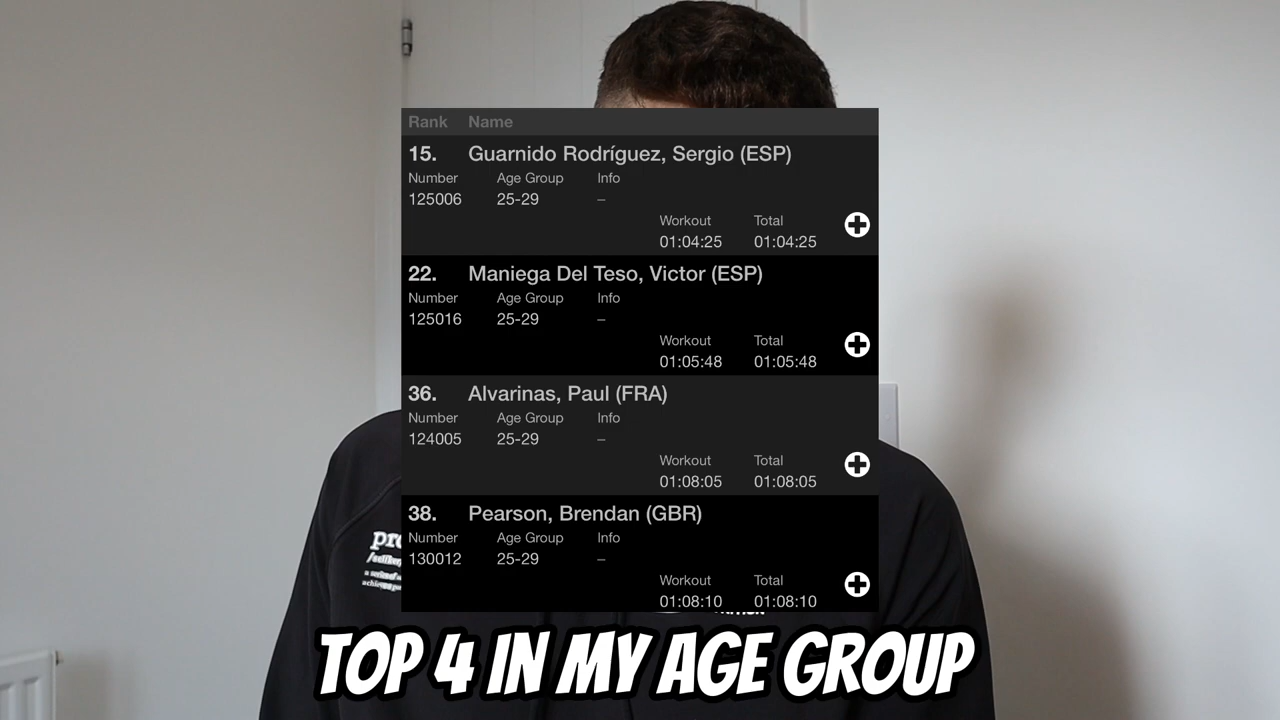 Rank Name
15. Guarnido Rodríguez, Sergio (ESP)
Number Age Group Info
125006 25-29 –
Workout Total
01:04:25 01:04:25
22. Maniega Del Teso, Victor (ESP)
Number Age Group Info
125016 25-29 –
Workout Total
01:05:48 01:05:48
36. Alvarinas, Paul (FRA)
Number Age Group Info
124005 25-29 –
Workout Total
01:08:05 01:08:05
38. Pearson, Brendan (GBR)
Number Age Group Info
130012 25-29 –
Workout Total
01:08:10 01:08:10
TOP 4 IN MY AGE GROUP